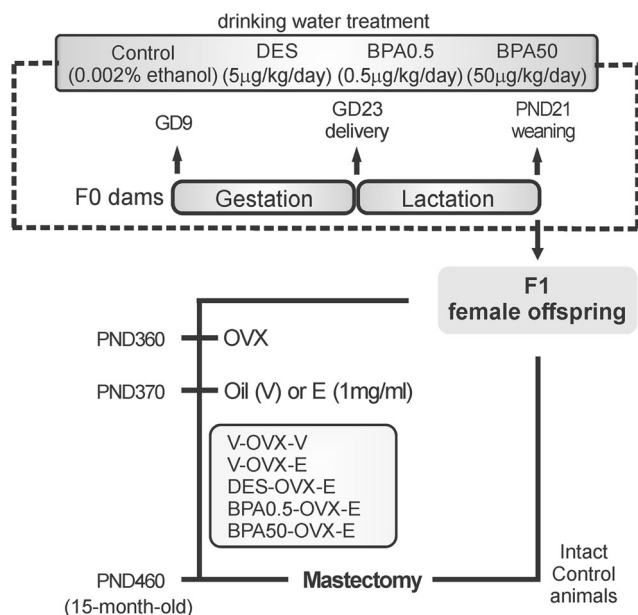 drinking water treatment
Control DES BPA0.5 BPA50
(0.002% ethanol) (5μg/kg/day) (0.5μg/kg/day) (50μg/kg/day)
GD9
GD23
delivery
PND21
weaning
F0 dams
Gestation
Lactation
F1
female offspring
PND360
OVX
PND370
Oil (V) or E (1mg/ml)
V-OVX-V
V-OVX-E
DES-OVX-E
BPA0.5-OVX-E
BPA50-OVX-E
Intact
Control
animals
PND460
(15-month-old)
Mastectomy